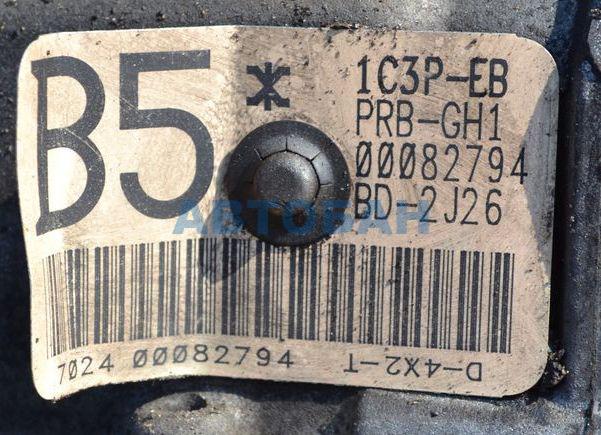 B5
1C3P-EB
PRB-GH1
00082794
BD-2J26
АВТОБАН
7024 00082794
D-4X2-T